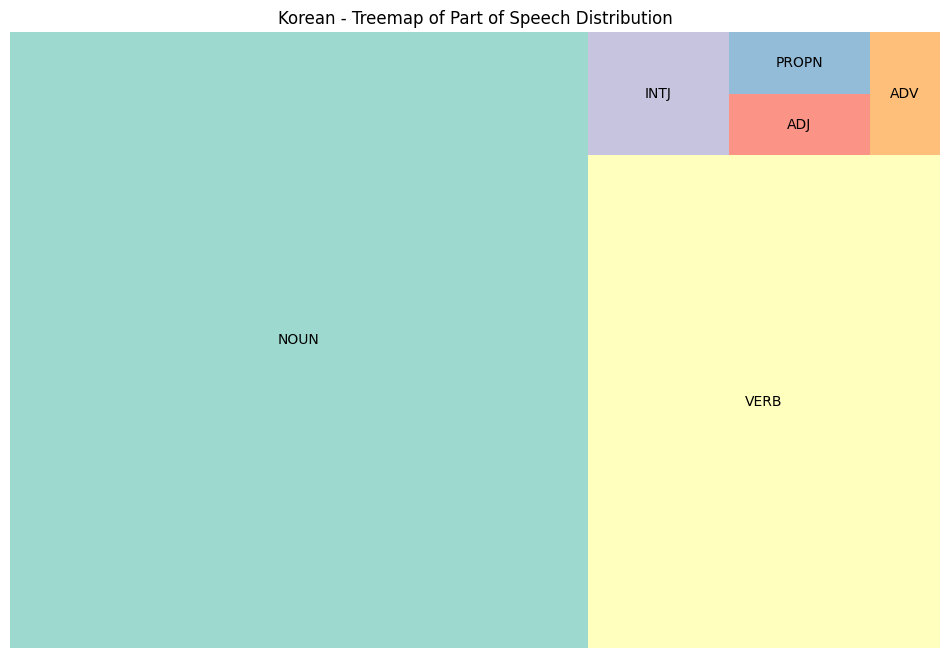 Korean - Treemap of Part of Speech Distribution
INTJ
PROPN
ADV
ADJ
NOUN
VERB